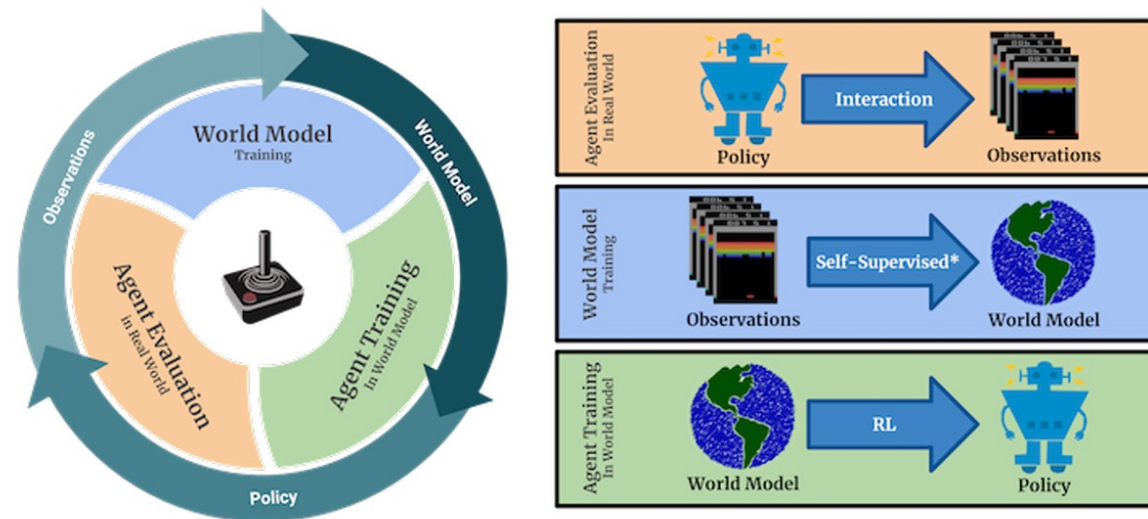 World Model
Training
World Model
Observations
Agent Training
In World Model
Agent Evaluation
in Real World
Policy
Agent Evaluation
In Real World
Interaction
Policy
Observations
World Model
Training
Self-Supervised*
Observations
World Model
Agent Training
In World Model
RL
World Model
Policy